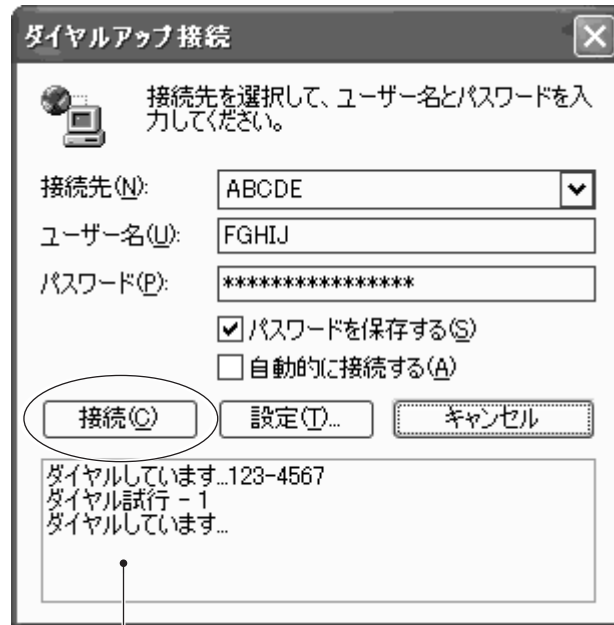 ダイヤルアップ接続
接続先を選択して、ユーザー名とパスワードを入
力してください。
接続先(N): ABCDE
ユーザー名(U): FGHIJ
パスワード(P): ****************
パスワードを保存する(S)
自動的に接続する(A)
接続(C) 設定(T)... キャンセル
ダイヤルしています...123-4567
ダイヤル試行 - 1
ダイヤルしています...